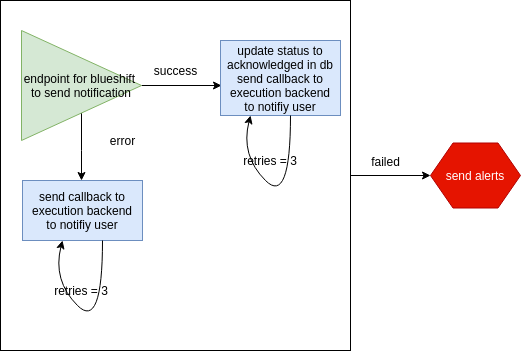 endpoint for blueshift
to send notification
success
update status to
acknowledged in db
send callback to
execution backend
to notifiy user
retries = 3
error
send callback to
execution backend
to notifiy user
retries = 3
failed
send alerts